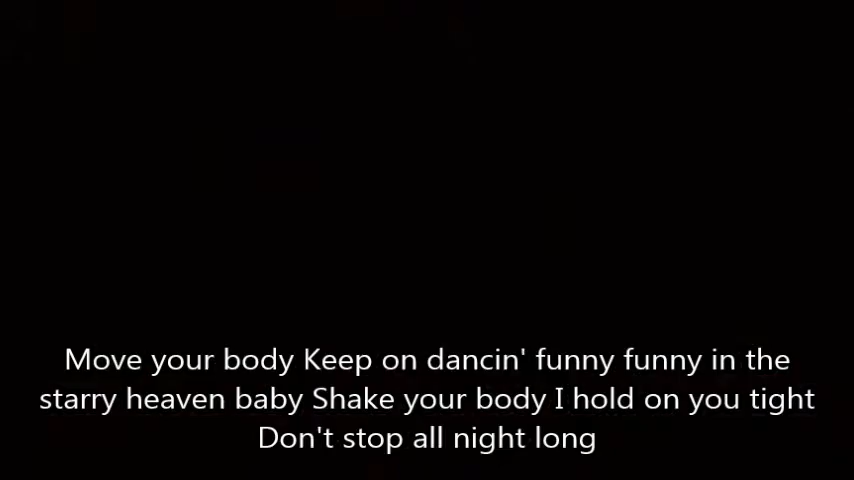 Move your body Keep on dancin' funny funny in the
starry heaven baby Shake your body I hold on you tight
Don't stop all night long